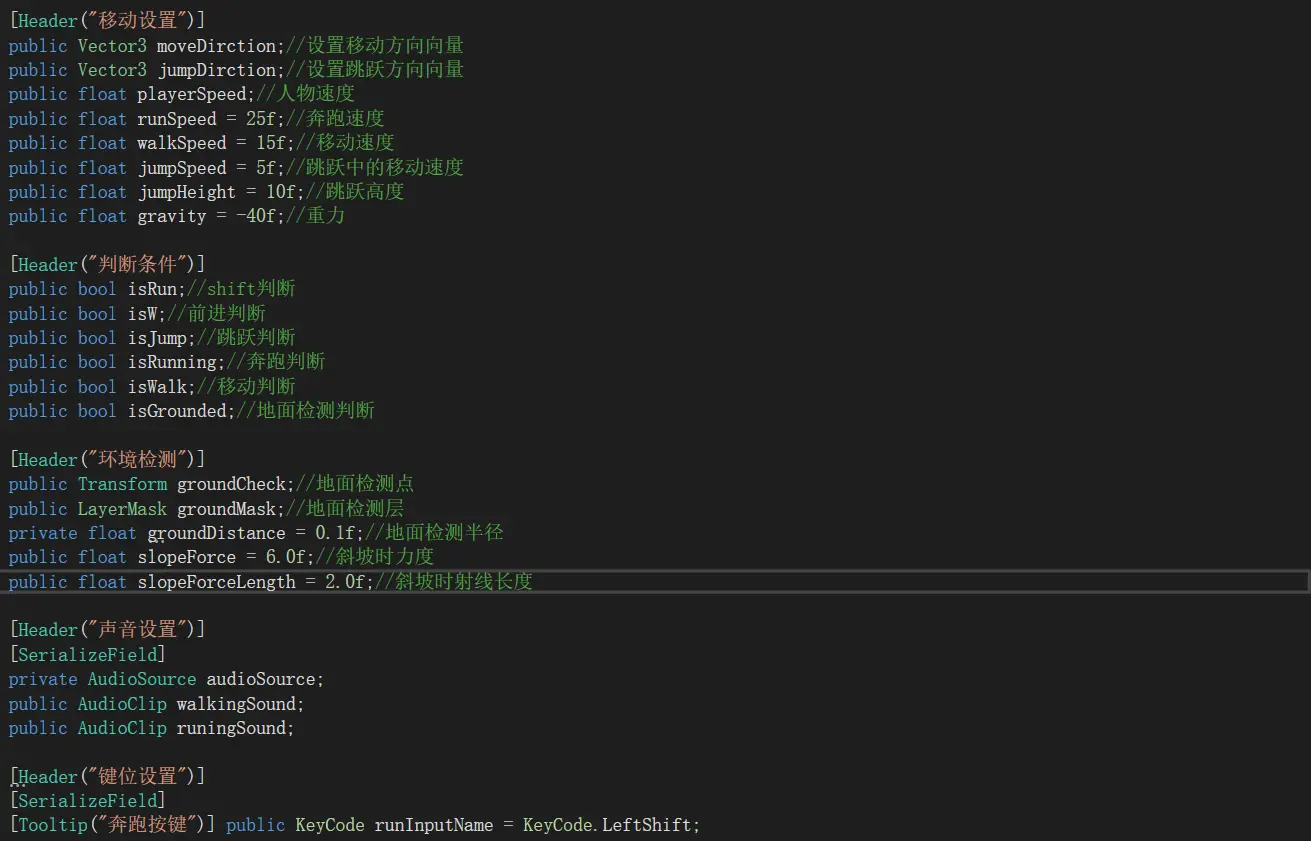 [Header("移动设置")]
public Vector3 moveDirction;//设置移动方向向量
public Vector3 jumpDirction;//设置跳跃方向向量
public float playerSpeed;//人物速度
public float runSpeed = 25f;//奔跑速度
public float walkSpeed = 15f;//移动速度
public float jumpSpeed = 5f;//跳跃中的移动速度
public float jumpHeight = 10f;//跳跃高度
public float gravity = -40f;//重力
[Header("判断条件")]
public bool isRun;//shift判断
public bool isW;//前进判断
public bool isJump;//跳跃判断
public bool isRunning;//奔跑判断
public bool isWalk;//移动判断
public bool isGrounded;//地面检测判断
[Header("环境检测")]
public Transform groundCheck;//地面检测点
public LayerMask groundMask;//地面检测层
private float groundDistance = 0.1f;//地面检测半径
public float slopeForce = 6.0f;//斜坡时力度
public float slopeForceLength = 2.0f;//斜坡时射线长度
[Header("声音设置")]
[SerializeField]
private AudioSource audioSource;
public AudioClip walkingSound;
public AudioClip runingSound;
[Header("键位设置")]
[SerializeField]
[Tooltip("奔跑按键")] public KeyCode runInputName = KeyCode.LeftShift;